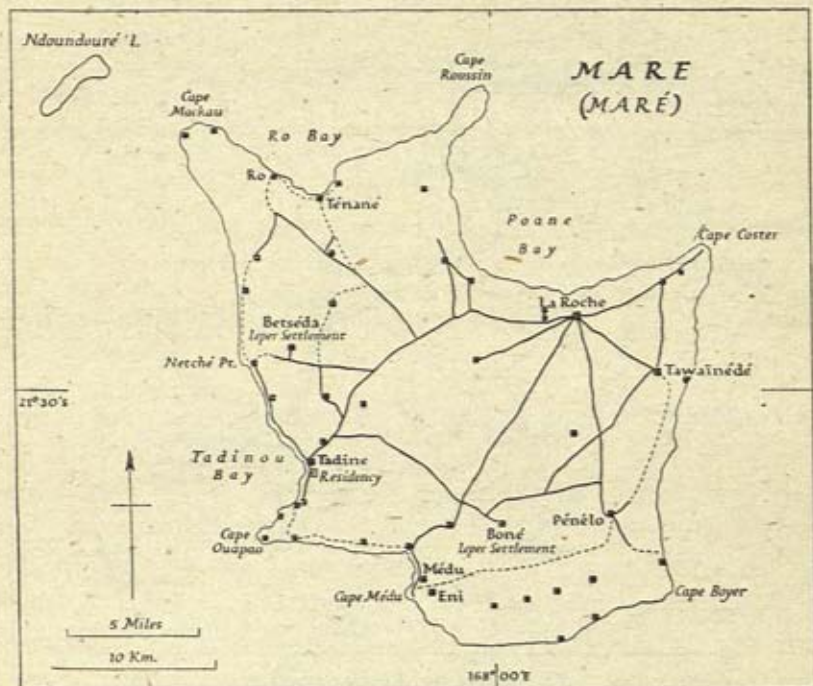 Ndoundouré I.
MARE
(MARÉ)
Cape
Roussin
Cape
Mackau
Ro Bay
Ro
Ténané
Poane
Bay
Cape Coster
La Roche
Betséda
Leper Settlement
Netché Pt.
Tawaïnédé
21°30's
Tadinou
Bay
Tadine
Residency
Cape
Ouapao
Boné
Leper Settlement
Pénélo
Médu
Eni
Cape Médu
Cape Boyer
5 Miles
10 Km.
168°00'E